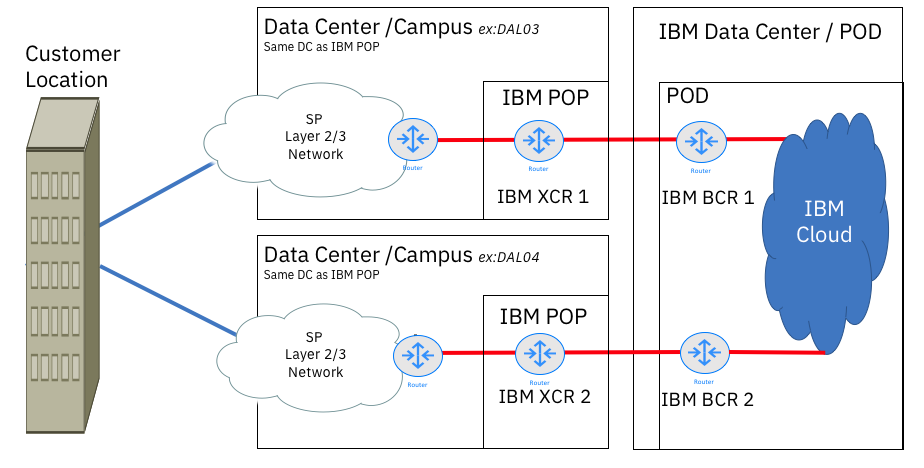 Customer
Location
Data Center /Campus ex:DAL03
Same DC as IBM POP
SP
Layer 2/3
Network
Router
IBM POP
Router
IBM XCR 1
IBM Data Center / POD
POD
Router
IBM BCR 1
IBM
Cloud
Data Center /Campus ex:DAL04
Same DC as IBM POP
SP
Layer 2/3
Network
Router
IBM POP
Router
IBM XCR 2
Router
IBM BCR 2